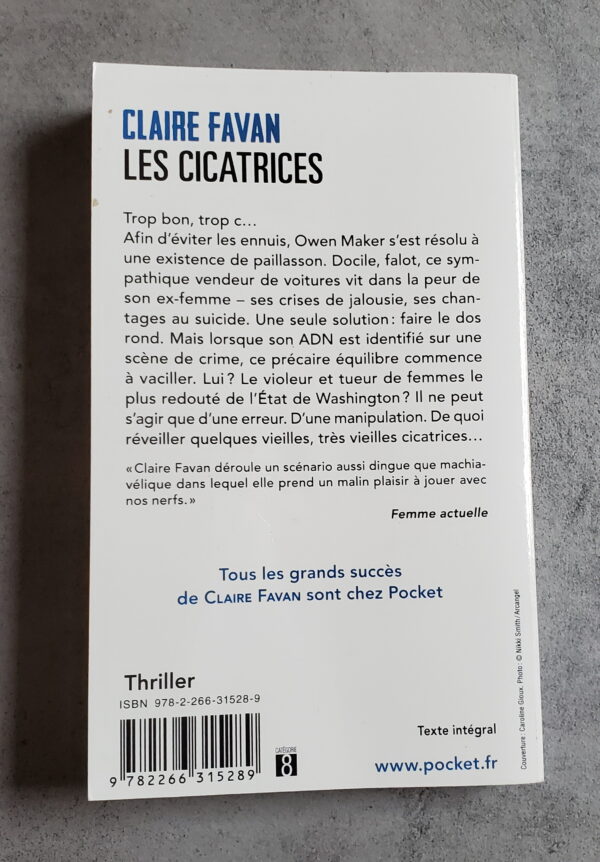 CLAIRE FAVAN
LES CICATRICES
Trop bon, trop c…
Afin d’éviter les ennuis, Owen Maker s’est résolu à
une existence de paillasson. Docile, falot, ce sym-
pathique vendeur de voitures vit dans la peur de
son ex-femme – ses crises de jalousie, ses chan-
tages au suicide. Une seule solution : faire le dos
rond. Mais lorsque son ADN est identifié sur une
scène de crime, ce précaire équilibre commence
à vaciller. Lui ? Le violeur et tueur de femmes le
plus redouté de l’État de Washington ? Il ne peut
s’agir que d’une erreur. D’une manipulation. De quoi
réveiller quelques vieilles, très vieilles cicatrices…
« Claire Favan déroule un scénario aussi dingue que machia-
vélique dans lequel elle prend un malin plaisir à jouer avec
nos nerfs. »
Femme actuelle
Tous les grands succès
de CLAIRE FAVAN sont chez Pocket
Thriller
ISBN 978-2-266-31528-9
9 782266 315289
CATÉGORIE
8
Texte intégral
www.pocket.fr
Couverture : Caroline Gioux. Photo : © Nikki Smith / Arcangel